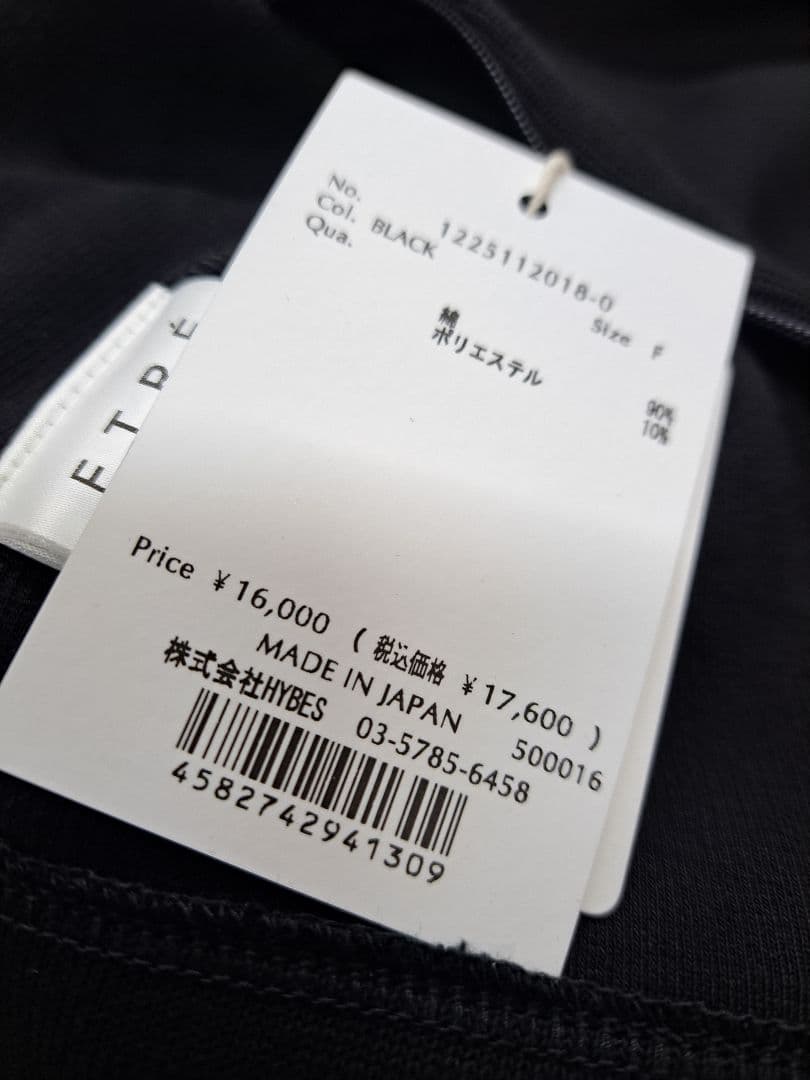 No. 1225112018-0
Col. BLACK Size F
Qua.
綿 90%
ポリエステル 10%
Price ¥16,000 ( 税込価格 ¥17,600 )
MADE IN JAPAN 500016
株式会社HYBES 03-5785-6458
4582742941309
ETRÉ